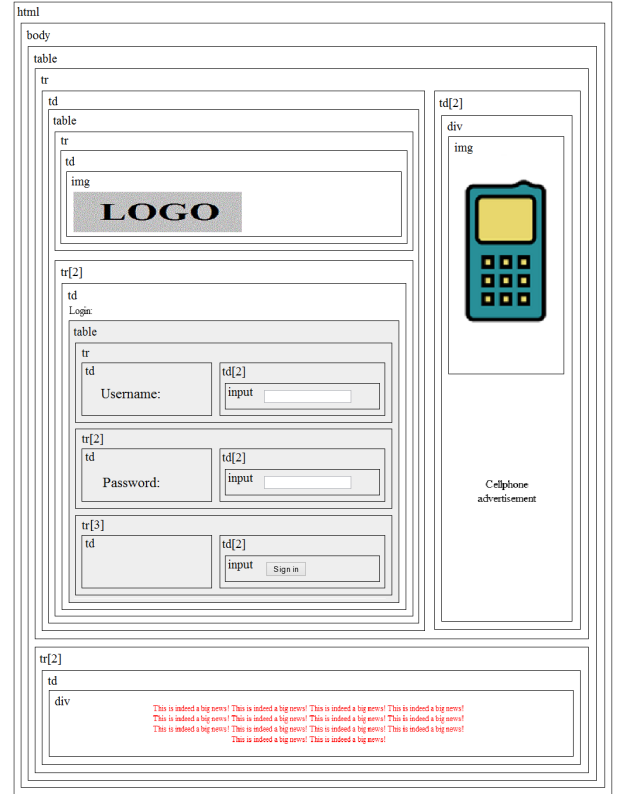 html
body
table
tr
td
table
tr
td
img
LOGO
tr[2]
td
Login:
table
tr
td
Username:
td[2]
input
tr[2]
td
Password:
td[2]
input
tr[3]
td
td[2]
input
Sign in
td[2]
div
img
Cellphone
advertisement
tr[2]
td
div
This is indeed a big news! This is indeed a big news! This is indeed a big news! This is indeed a big news!
This is indeed a big news! This is indeed a big news! This is indeed a big news! This is indeed a big news!
This is indeed a big news! This is indeed a big news! This is indeed a big news! This is indeed a big news!
This is indeed a big news! This is indeed a big news!